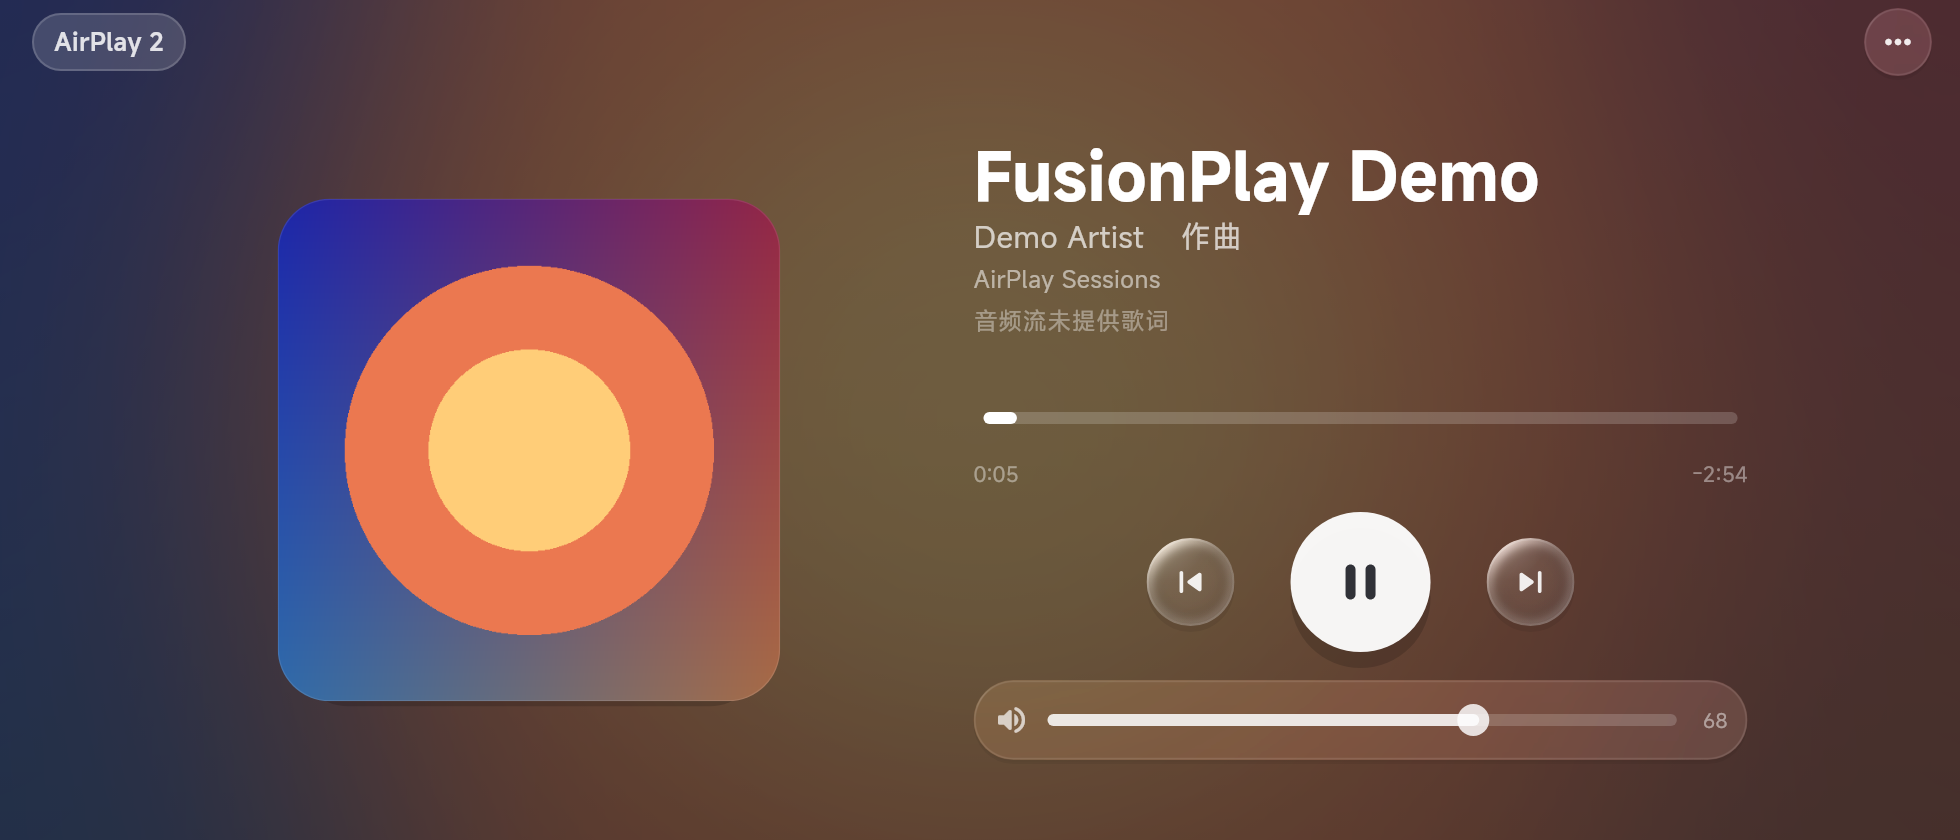 AirPlay 2
FusionPlay Demo
Demo Artist 作曲
AirPlay Sessions
音频流未提供歌词
0:05
-2:54
68